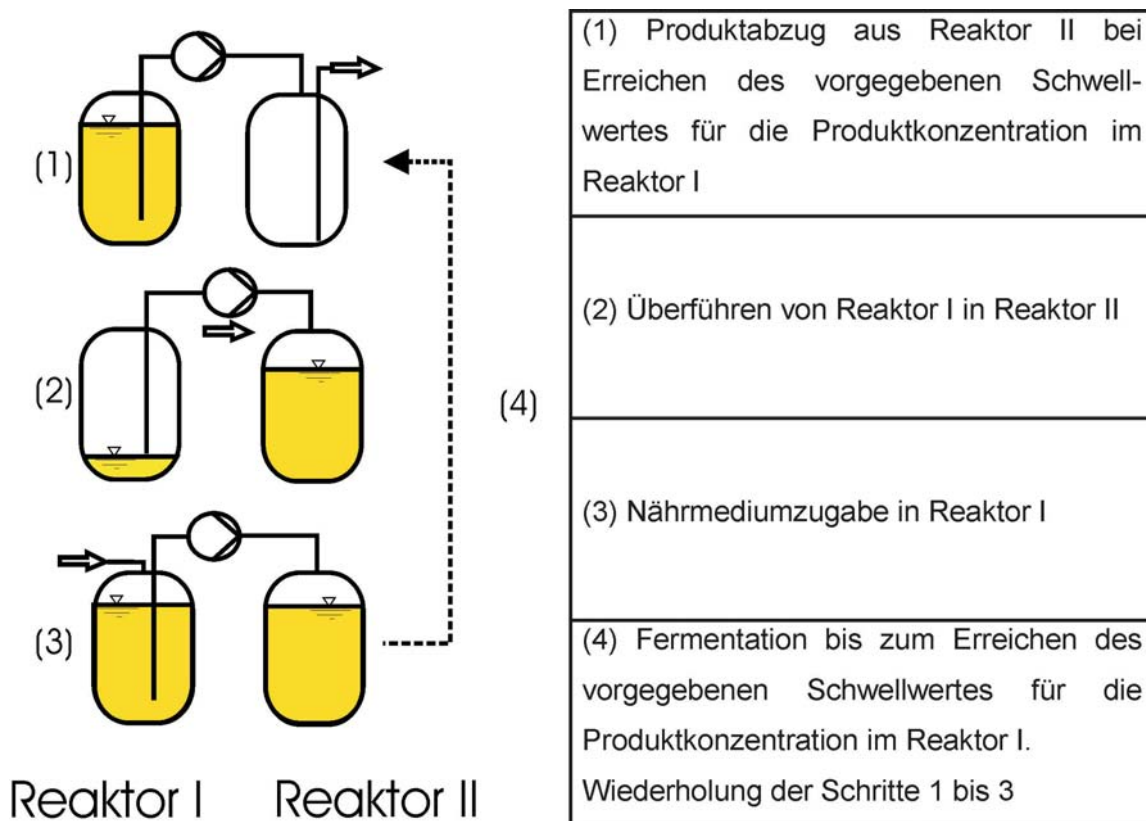 (1)
(2)
(3)
(4)
Reaktor I
Reaktor II
(1) Produktabzug aus Reaktor II bei
Erreichen des vorgegebenen Schwell-
wertes für die Produktkonzentration im
Reaktor I
(2) Überführen von Reaktor I in Reaktor II
(3) Nährmediumzugabe in Reaktor I
(4) Fermentation bis zum Erreichen des
vorgegebenen Schwellwertes für die
Produktkonzentration im Reaktor I.
Wiederholung der Schritte 1 bis 3